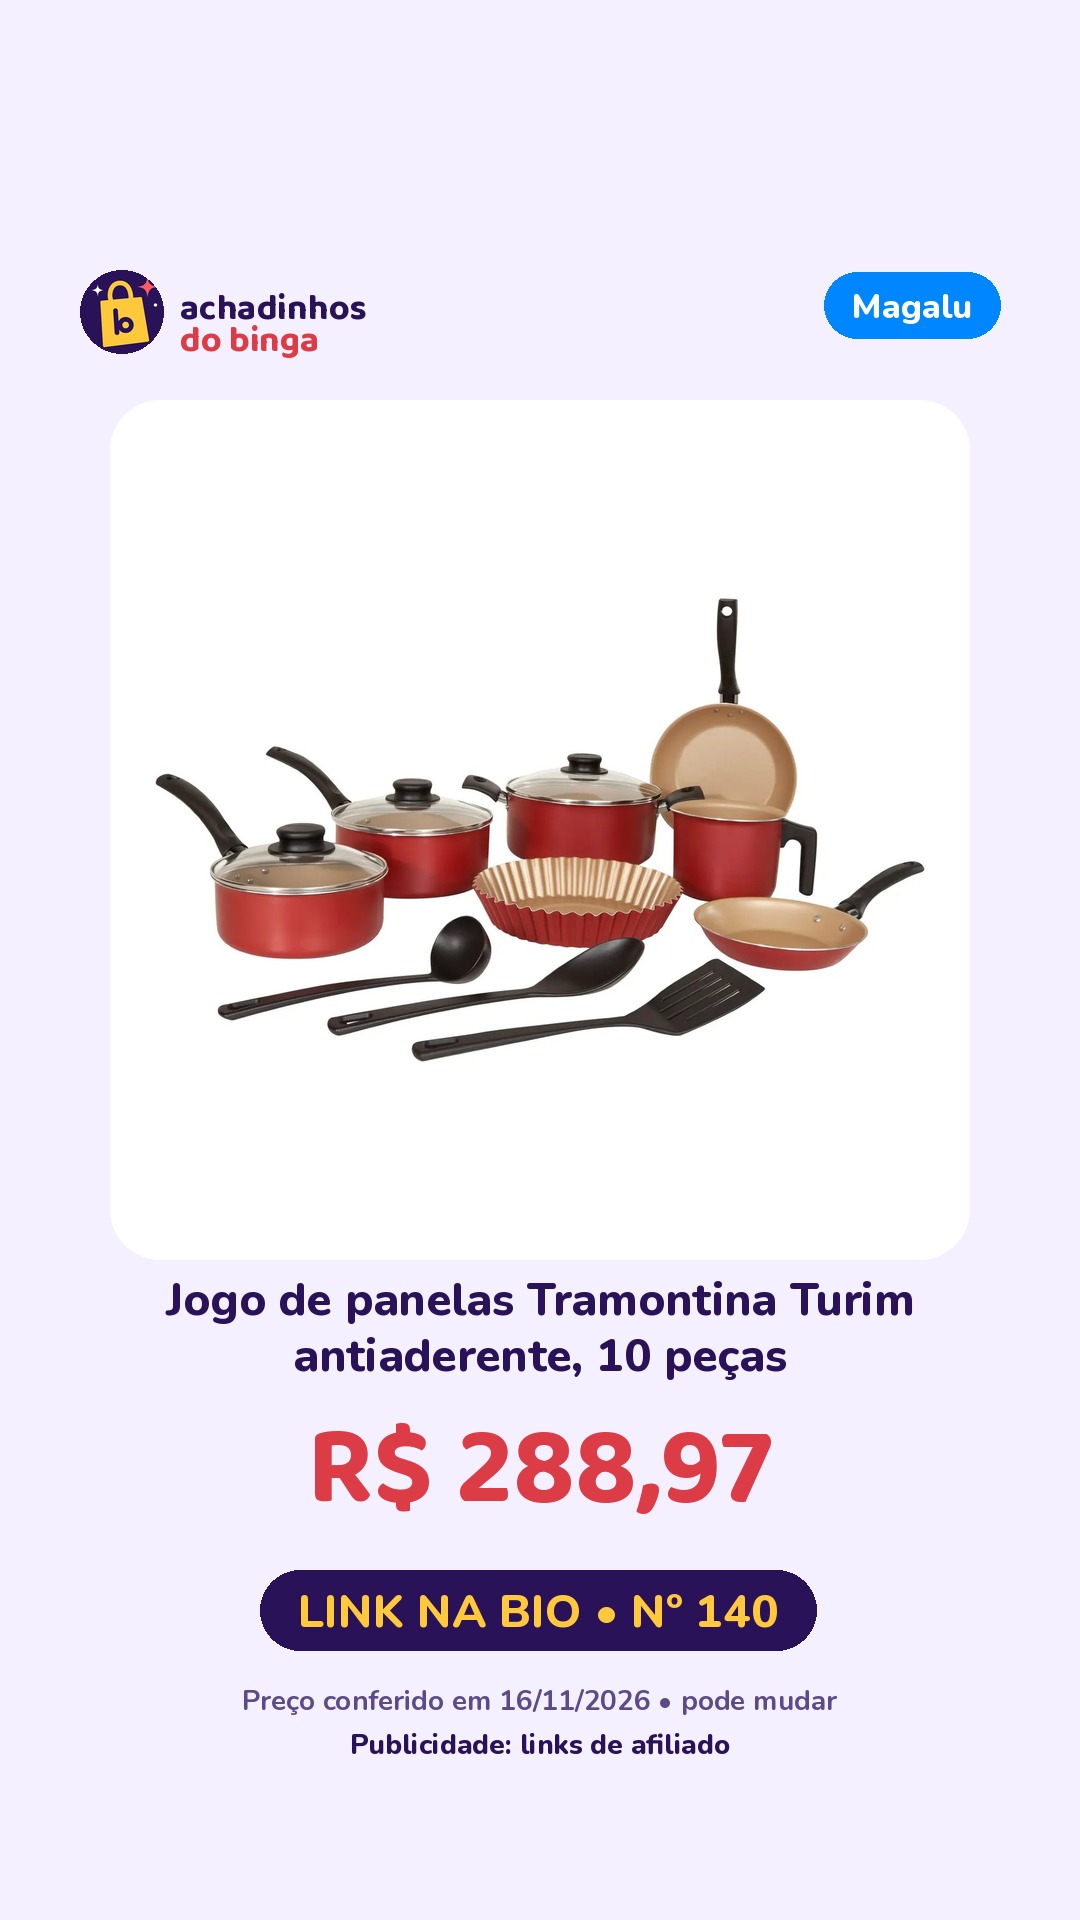 b
achadinhos
do binga
Magalu
Jogo de panelas Tramontina Turim
antiaderente, 10 peças
R$ 288,97
LINK NA BIO • Nº 140
Preço conferido em 16/11/2026 • pode mudar
Publicidade: links de afiliado